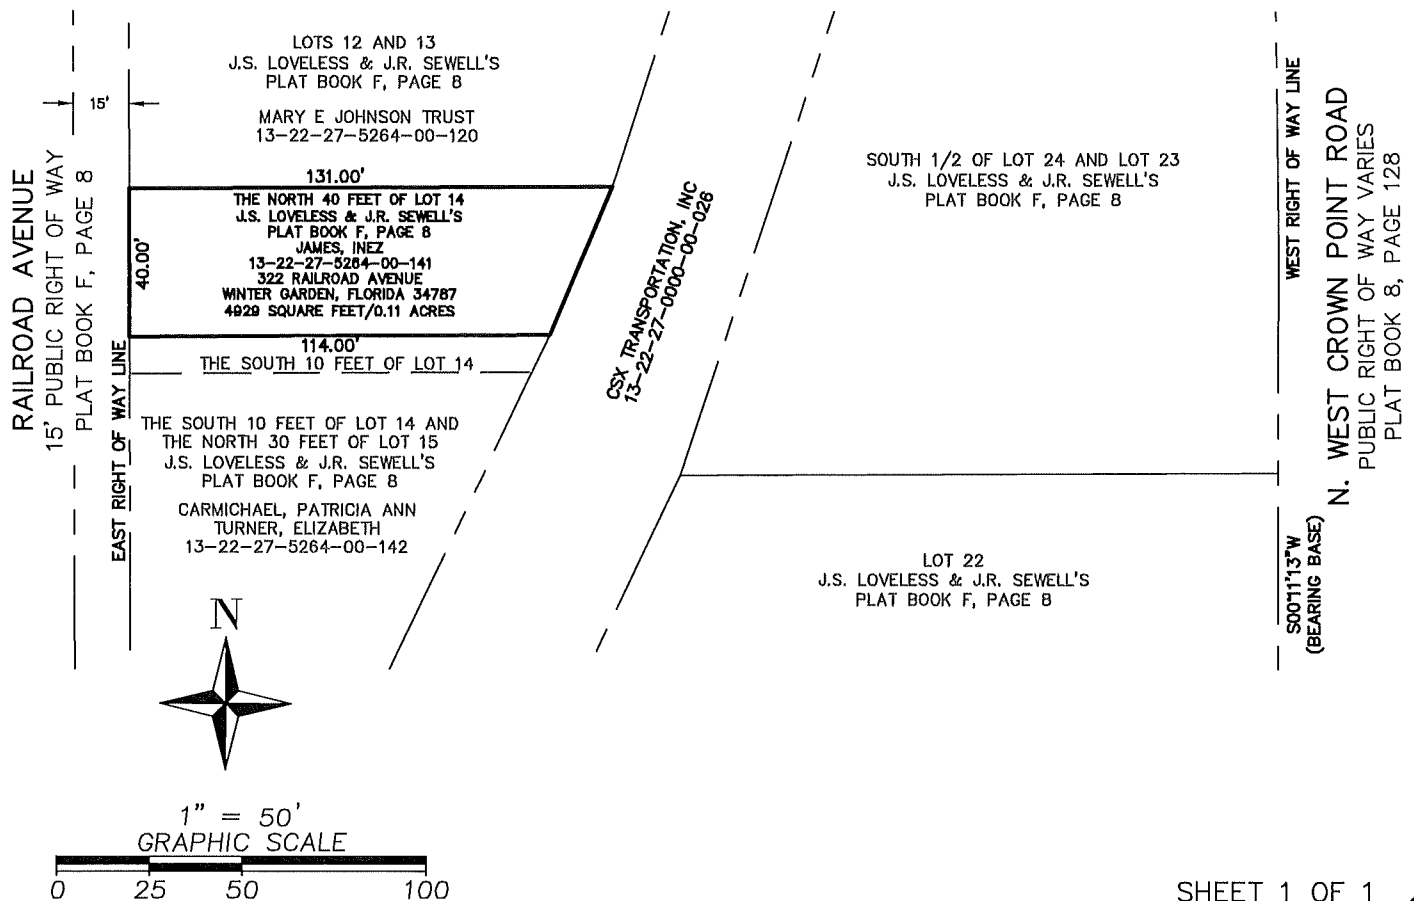 LOTS 12 AND 13
J.S. LOVELESS & J.R. SEWELL'S
PLAT BOOK F, PAGE 8
MARY E JOHNSON TRUST
13-22-27-5264-00-120
15'
RAILROAD AVENUE
15' PUBLIC RIGHT OF WAY
PLAT BOOK F, PAGE 8
EAST RIGHT OF WAY LINE
131.00'
40.00'
THE NORTH 40 FEET OF LOT 14
J.S. LOVELESS & J.R. SEWELL'S
PLAT BOOK F, PAGE 8
JAMES, INEZ
13-22-27-5264-00-141
322 RAILROAD AVENUE
WINTER GARDEN, FLORIDA 34787
4929 SQUARE FEET/0.11 ACRES
114.00'
THE SOUTH 10 FEET OF LOT 14
THE SOUTH 10 FEET OF LOT 14 AND
THE NORTH 30 FEET OF LOT 15
J.S. LOVELESS & J.R. SEWELL'S
PLAT BOOK F, PAGE 8
CARMICHAEL, PATRICIA ANN
TURNER, ELIZABETH
13-22-27-5264-00-142
CSX TRANSPORTATION, INC
13-22-27-0000-00-026
SOUTH 1/2 OF LOT 24 AND LOT 23
J.S. LOVELESS & J.R. SEWELL'S
PLAT BOOK F, PAGE 8
LOT 22
J.S. LOVELESS & J.R. SEWELL'S
PLAT BOOK F, PAGE 8
WEST RIGHT OF WAY LINE
S00°11'13"W
(BEARING BASE)
N. WEST CROWN POINT ROAD
PUBLIC RIGHT OF WAY VARIES
PLAT BOOK 8, PAGE 128
N
1" = 50'
GRAPHIC SCALE
0 25 50 100
SHEET 1 OF 1